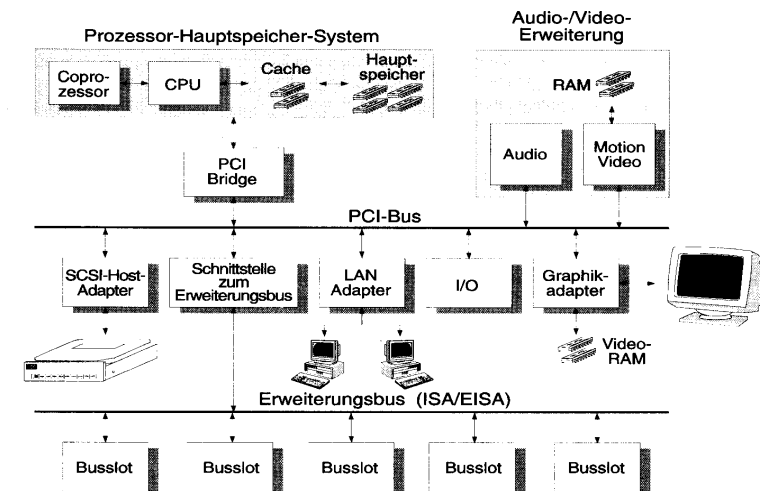 Prozessor-Hauptspeicher-System
Audio-/Video-
Erweiterung
Copro-
zessor
CPU
Cache
Haupt-
speicher
RAM
Audio
Motion
Video
PCI
Bridge
PCI-Bus
SCSI-Host-
Adapter
Schnittstelle
zum
Erweiterungsbus
LAN
Adapter
I/O
Graphik-
adapter
Video-
RAM
Erweiterungsbus (ISA/EISA)
Busslot
Busslot
Busslot
Busslot
Busslot